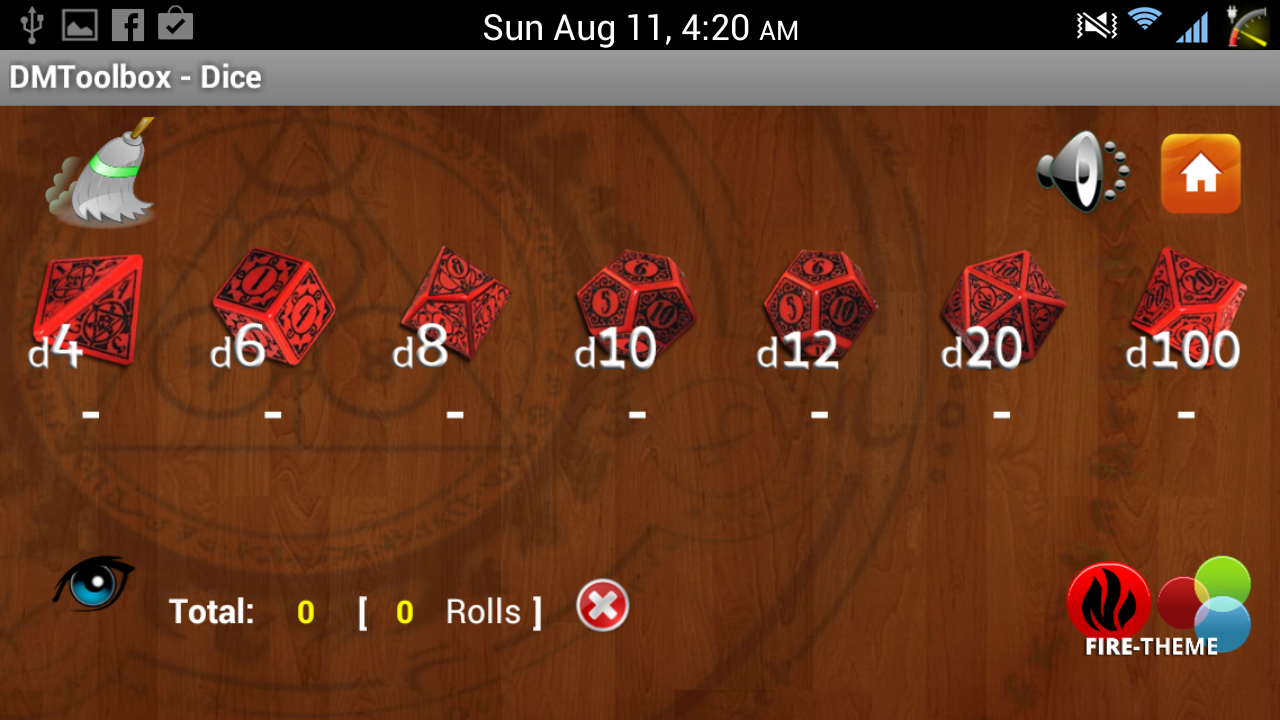 Sun Aug 11, 4:20 AM
DMToolbox - Dice
d4 d6 d8 d10 d12 d20 d100
- - - - - - -
Total: 0 [ 0 Rolls ]
FIRE-THEME